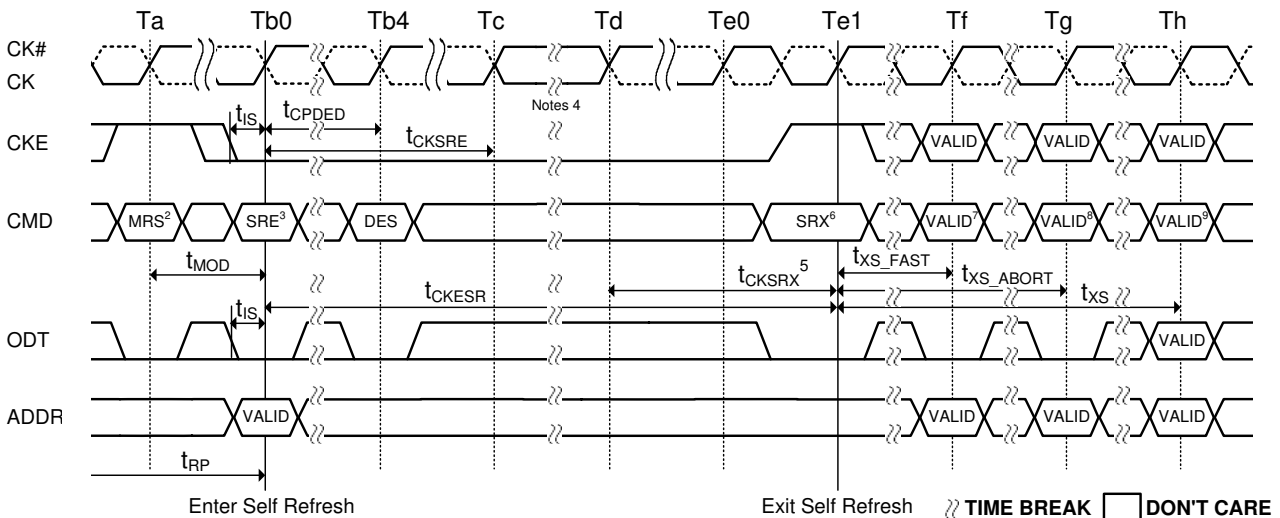 Ta Tb0 Tb4 Tc Td Te0 Te1 Tf Tg Th
CK#
CK
Notes 4
tIS tCPDED
tCKSRE
CKE VALID VALID VALID
CMD MRS2 SRE3 DES SRX6 VALID7 VALID8 VALID9
tMOD tCKESR tCKSRX5 tXS_FAST tXS_ABORT tXS
tIS
ODT VALID
ADDR VALID VALID VALID VALID
tRP
Enter Self Refresh Exit Self Refresh TIME BREAK DON'T CARE